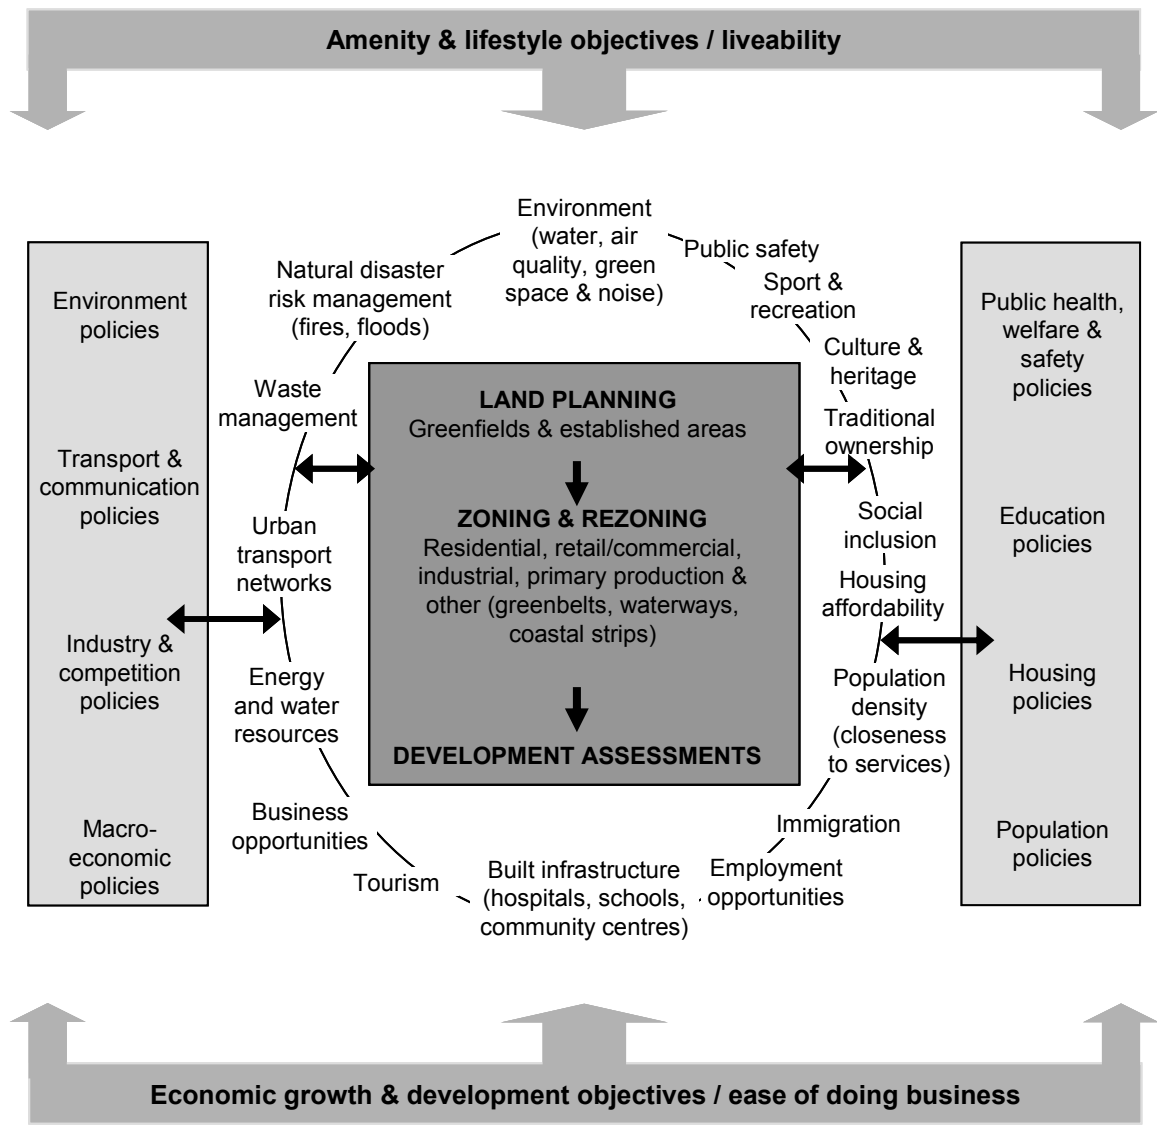 Amenity & lifestyle objectives / liveability
Environment
policies
Transport &
communication
policies
Industry &
competition
policies
Macro-
economic
policies
Environment
(water, air
quality, green
space & noise)
Public safety
Sport &
recreation
Culture &
heritage
Traditional
ownership
Social
inclusion
Housing
affordability
Population
density
(closeness
to services)
Immigration
Employment
opportunities
Built infrastructure
(hospitals, schools,
community centres)
Tourism
Business
opportunities
Energy
and water
resources
Urban
transport
networks
Waste
management
Natural disaster
risk management
(fires, floods)
LAND PLANNING
Greenfields & established areas
ZONING & REZONING
Residential, retail/commercial,
industrial, primary production &
other (greenbelts, waterways,
coastal strips)
DEVELOPMENT ASSESSMENTS
Public health,
welfare &
safety
policies
Education
policies
Housing
policies
Population
policies
Economic growth & development objectives / ease of doing business